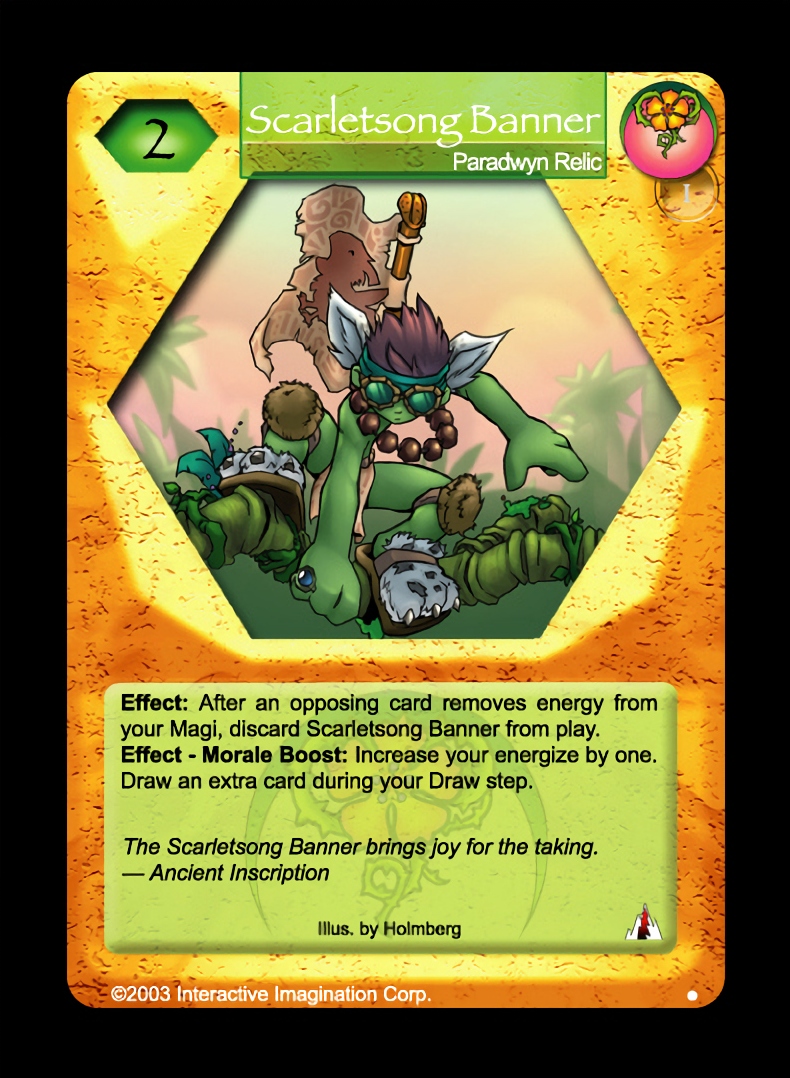 2
Scarletsong Banner
Paradwyn Relic
1
Effect: After an opposing card removes energy from
your Magi, discard Scarletsong Banner from play.
Effect - Morale Boost: Increase your energize by one.
Draw an extra card during your Draw step.
The Scarletsong Banner brings joy for the taking.
— Ancient Inscription
Illus. by Holmberg
©2003 Interactive Imagination Corp.